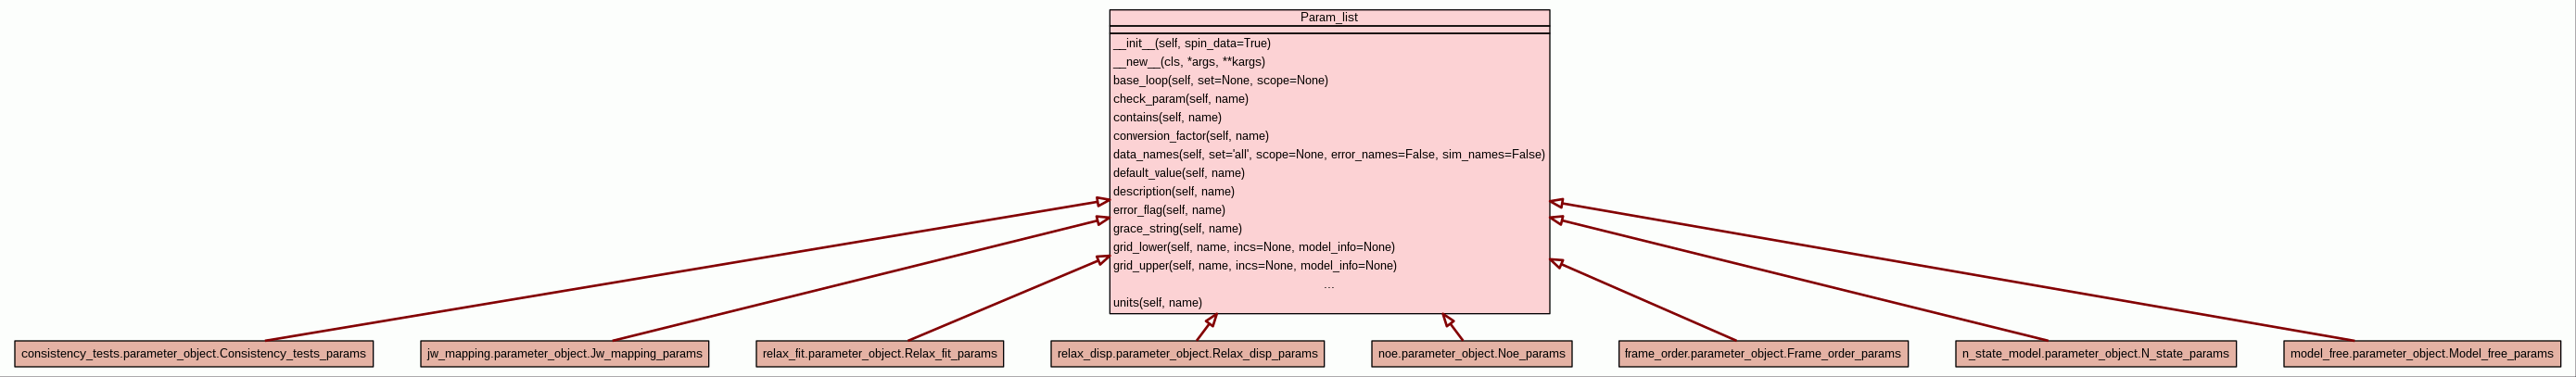 Param_list
__init__(self, spin_data=True)
__new__(cls, *args, **kargs)
base_loop(self, set=None, scope=None)
check_param(self, name)
contains(self, name)
conversion_factor(self, name)
data_names(self, set='all', scope=None, error_names=False, sim_names=False)
default_value(self, name)
description(self, name)
error_flag(self, name)
grace_string(self, name)
grid_lower(self, name, incs=None, model_info=None)
grid_upper(self, name, incs=None, model_info=None)
...
units(self, name)
consistency_tests.parameter_object.Consistency_tests_params
jw_mapping.parameter_object.Jw_mapping_params
relax_fit.parameter_object.Relax_fit_params
relax_disp.parameter_object.Relax_disp_params
noe.parameter_object.Noe_params
frame_order.parameter_object.Frame_order_params
n_state_model.parameter_object.N_state_params
model_free.parameter_object.Model_free_params